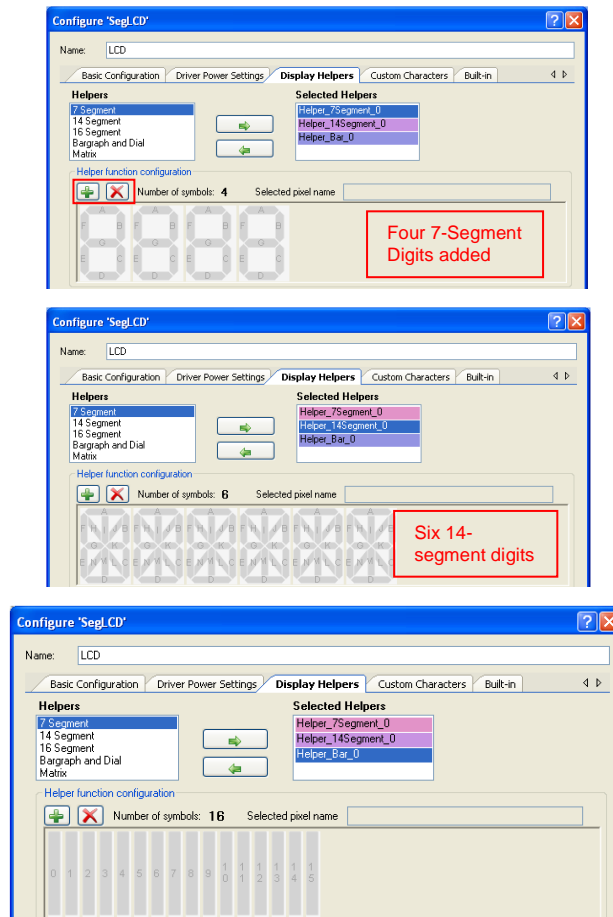 Configure 'SegLCD'
Name: LCD
Basic Configuration Driver Power Settings Display Helpers Custom Characters Built-in
Helpers Selected Helpers
7 Segment Helper_7Segment_0
14 Segment Helper_14Segment_0
16 Segment Helper_Bar_0
Bargraph and Dial
Matrix
Helper function configuration
Number of symbols: 4 Selected pixel name
A A A A
F B F B F B F B
G G G G
E C E C E C E C
D D D D
Four 7-Segment
Digits added
Configure 'SegLCD'
Name: LCD
Basic Configuration Driver Power Settings Display Helpers Custom Characters Built-in
Helpers Selected Helpers
7 Segment Helper_7Segment_0
14 Segment Helper_14Segment_0
16 Segment Helper_Bar_0
Bargraph and Dial
Matrix
Helper function configuration
Number of symbols: 6 Selected pixel name
A A A A A A
F H I J B F H I J B F H I J B F H I J B F H I J B F H I J B
G K G K G K G K G K G K
E N M L C E N M L C E N M L C E N M L C E N M L C E N M L C
D D D D D D
Six 14-
segment digits
Configure 'SegLCD'
Name: LCD
Basic Configuration Driver Power Settings Display Helpers Custom Characters Built-in
Helpers Selected Helpers
7 Segment Helper_7Segment_0
14 Segment Helper_14Segment_0
16 Segment Helper_Bar_0
Bargraph and Dial
Matrix
Helper function configuration
Number of symbols: 16 Selected pixel name
0 1 2 3 4 5 6 7 8 9 10 11 12 13 14 15